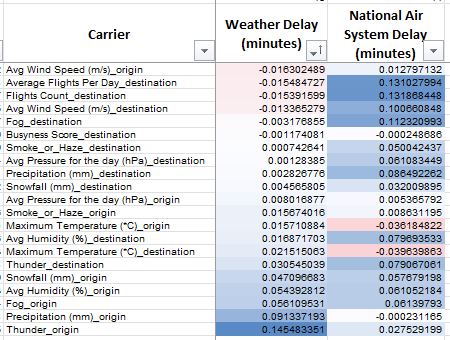 Carrier Weather Delay (minutes) National Air System Delay (minutes)
Avg Wind Speed (m/s)_origin -0.016302489 0.012797132
Average Flights Per Day_destination -0.015484727 0.131027994
Flights Count_destination -0.015391599 0.131868448
Avg Wind Speed (m/s)_destination -0.013365279 0.100660848
Fog_destination -0.003176855 0.112320993
Busyness Score_destination -0.001174081 -0.000248686
Smoke_or_Haze_destination 0.000742641 0.050042437
Avg Pressure for the day (hPa)_destination 0.00128385 0.061083449
Precipitation (mm)_destination 0.002826776 0.086492262
Snowfall (mm)_destination 0.004565805 0.032009895
Avg Pressure for the day (hPa)_origin 0.008016877 0.005365792
Smoke_or_Haze_origin 0.015674016 0.008631195
Maximum Temperature (°C)_origin 0.015710884 -0.036184822
Avg Humidity (%)_destination 0.016871703 0.079693533
Maximum Temperature (°C)_destination 0.021515063 -0.039639863
Thunder_destination 0.030545039 0.079067061
Snowfall (mm)_origin 0.047096683 0.057679198
Avg Humidity (%)_origin 0.054392812 0.061052184
Fog_origin 0.056109531 0.06139793
Precipitation (mm)_origin 0.091337193 -0.000231165
Thunder_origin 0.145483351 0.027529199